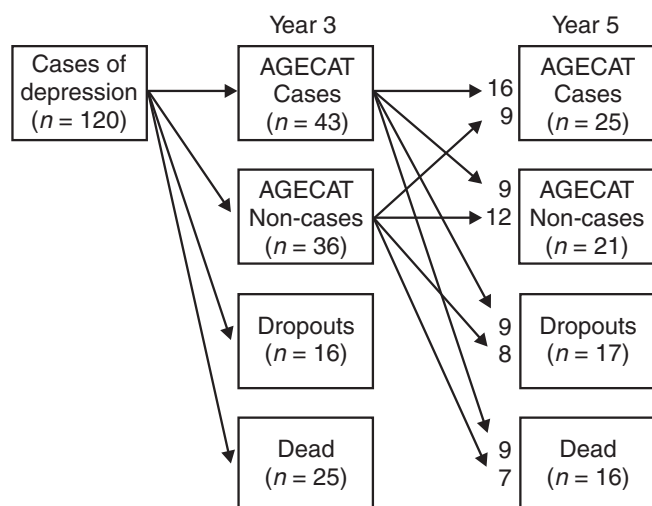 Year 3
Year 5
Cases of
depression
(n = 120)
AGECAT
Cases
(n = 43)
16
9
AGECAT
Cases
(n = 25)
AGECAT
Non-cases
(n = 36)
9
12
AGECAT
Non-cases
(n = 21)
Dropouts
(n = 16)
9
8
Dropouts
(n = 17)
Dead
(n = 25)
9
7
Dead
(n = 16)